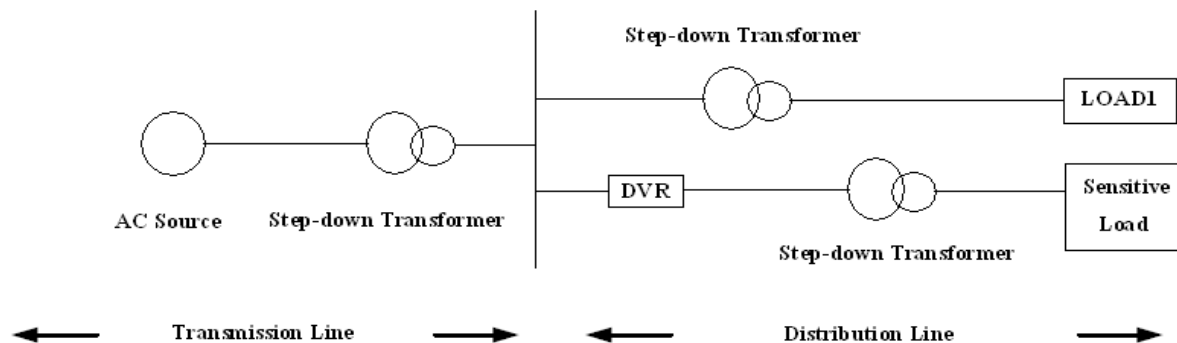 Step-down Transformer
LOAD1
DVR
Sensitive
Load
AC Source
Step-down Transformer
Step-down Transformer
Transmission Line
Distribution Line